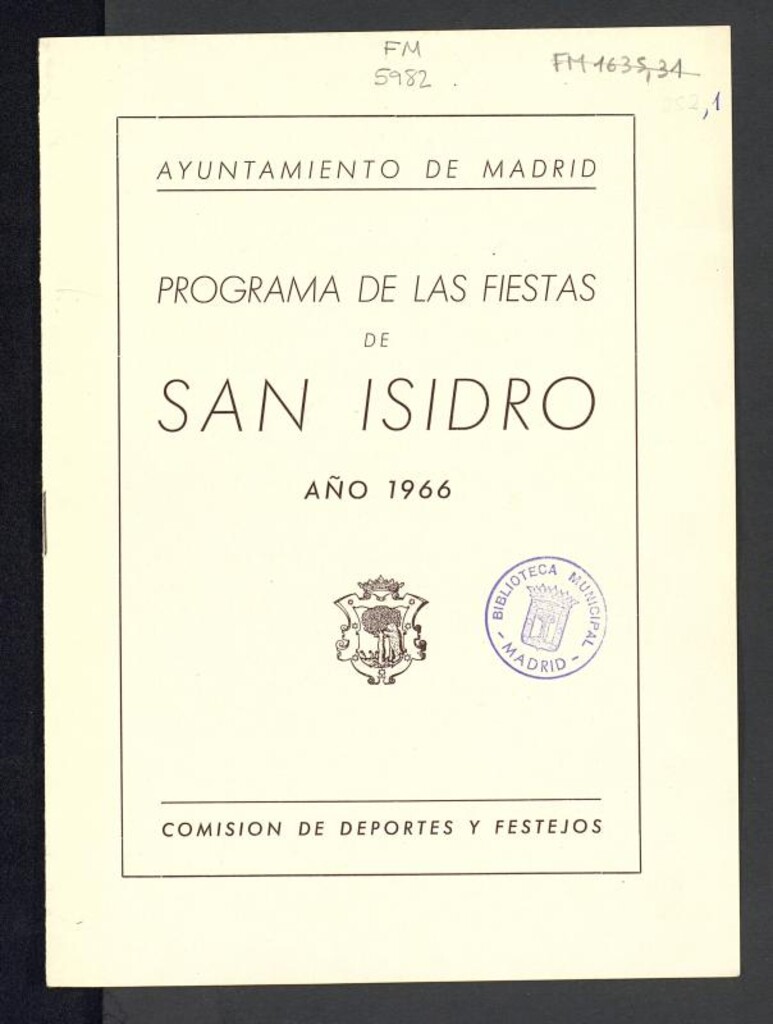 FM
5982
FM 1635,31
,1
AYUNTAMIENTO DE MADRID
PROGRAMA DE LAS FIESTAS
DE
SAN ISIDRO
AÑO 1966
BIBLIOTECA MUNICIPAL
- MADRID -
COMISION DE DEPORTES Y FESTEJOS